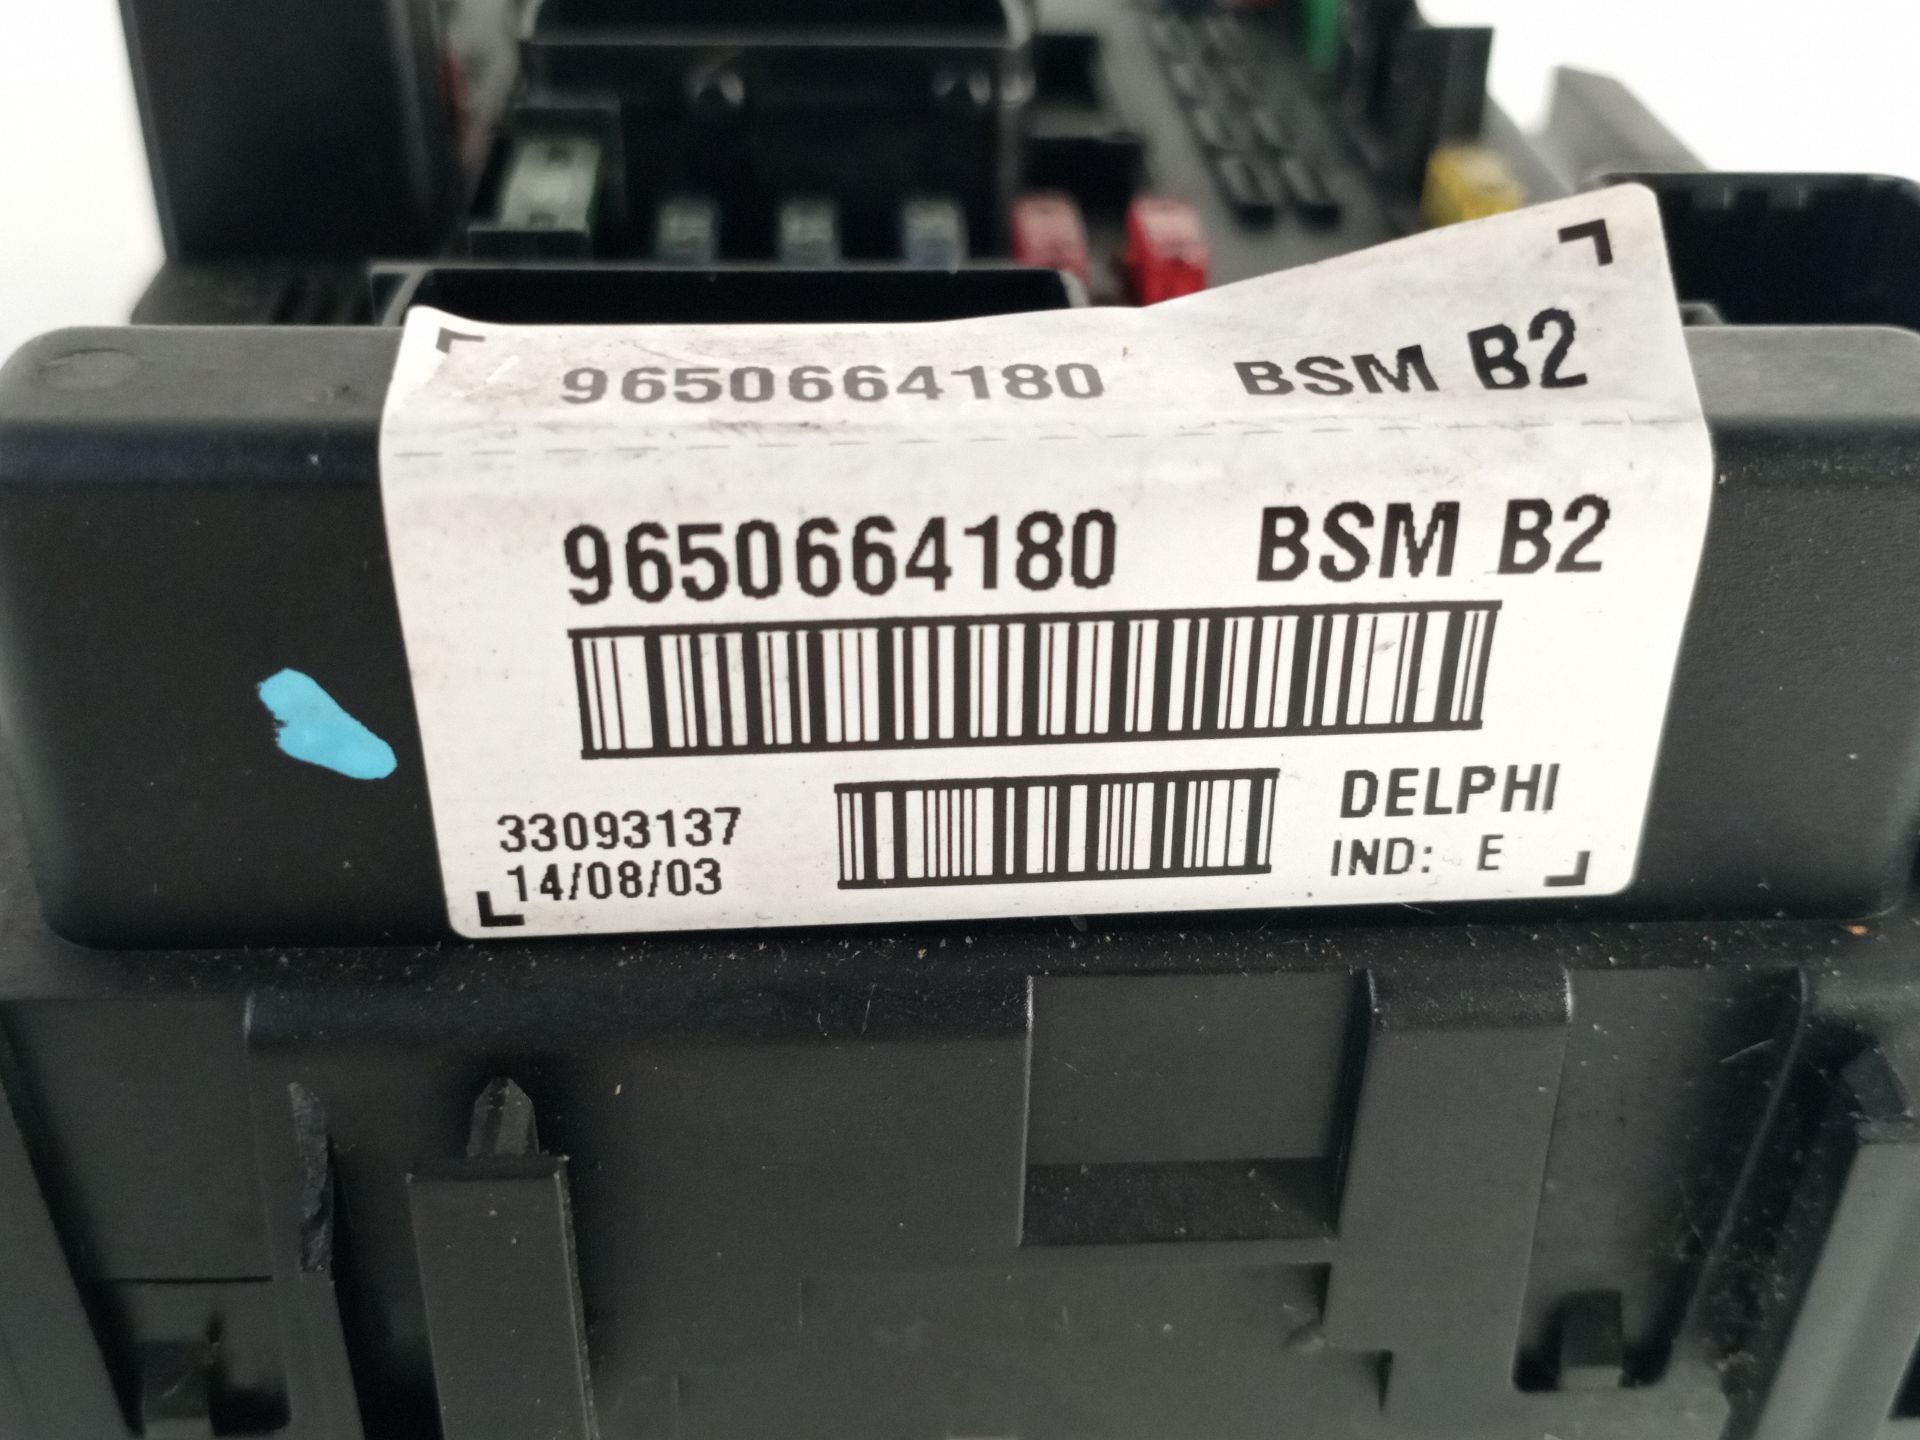 9650664180 BSM B2
9650664180 BSM B2
DELPHI
33093137
IND: E
14/08/03